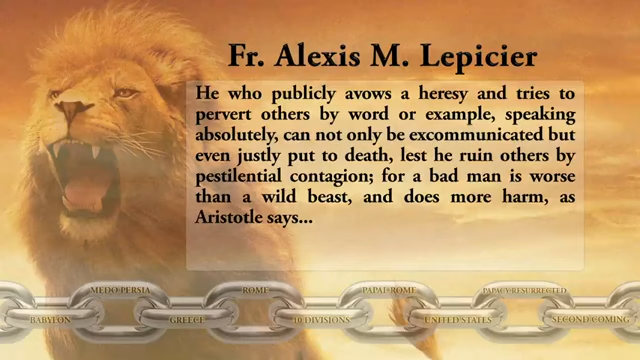 Fr. Alexis M. Lepicier
He who publicly avows a heresy and tries to
pervert others by word or example, speaking
absolutely, can not only be excommunicated but
even justly put to death, lest he ruin others by
pestilential contagion; for a bad man is worse
than a wild beast, and does more harm, as
Aristotle says...
MEDO-PERSIA ROME PAPAL ROME PAPACY RESURRECTED
BABYLON GREECE 10 DIVISIONS UNITED STATES SECOND COMING